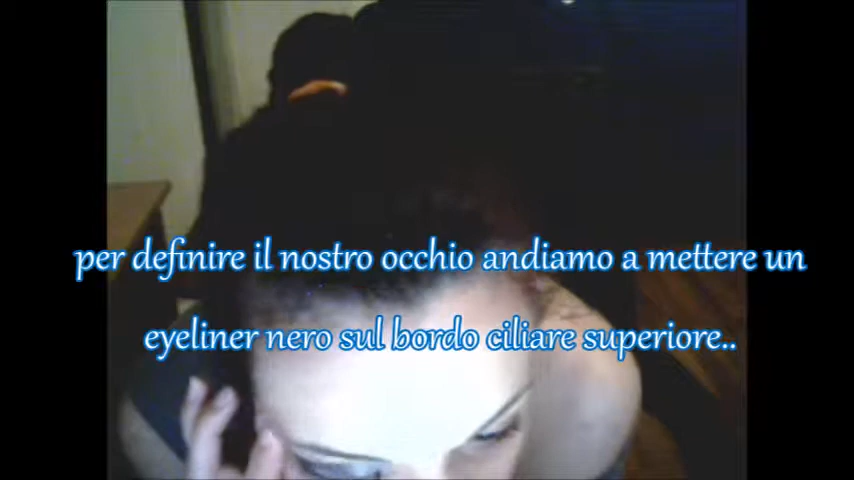 per definire il nostro occhio andiamo a mettere un
eyeliner nero sul bordo ciliare superiore..